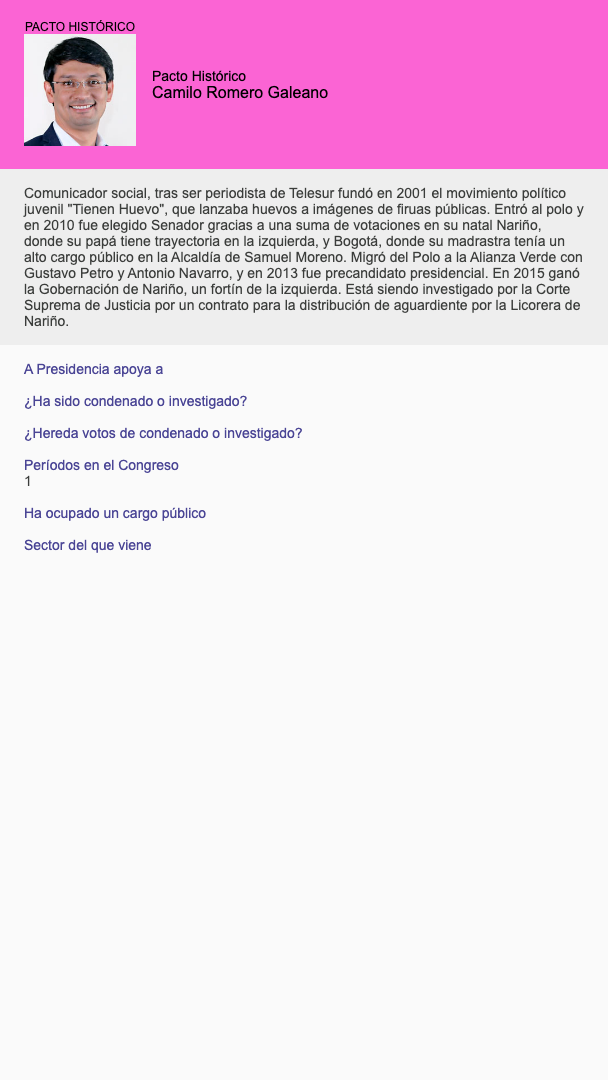 PACTO HISTÓRICO
Pacto Histórico
Camilo Romero Galeano
Comunicador social, tras ser periodista de Telesur fundó en 2001 el movimiento político
juvenil "Tienen Huevo", que lanzaba huevos a imágenes de firuas públicas. Entró al polo y
en 2010 fue elegido Senador gracias a una suma de votaciones en su natal Nariño,
donde su papá tiene trayectoria en la izquierda, y Bogotá, donde su madrastra tenía un
alto cargo público en la Alcaldía de Samuel Moreno. Migró del Polo a la Alianza Verde con
Gustavo Petro y Antonio Navarro, y en 2013 fue precandidato presidencial. En 2015 ganó
la Gobernación de Nariño, un fortín de la izquierda. Está siendo investigado por la Corte
Suprema de Justicia por un contrato para la distribución de aguardiente por la Licorera de
Nariño.
A Presidencia apoya a
¿Ha sido condenado o investigado?
¿Hereda votos de condenado o investigado?
Períodos en el Congreso
1
Ha ocupado un cargo público
Sector del que viene